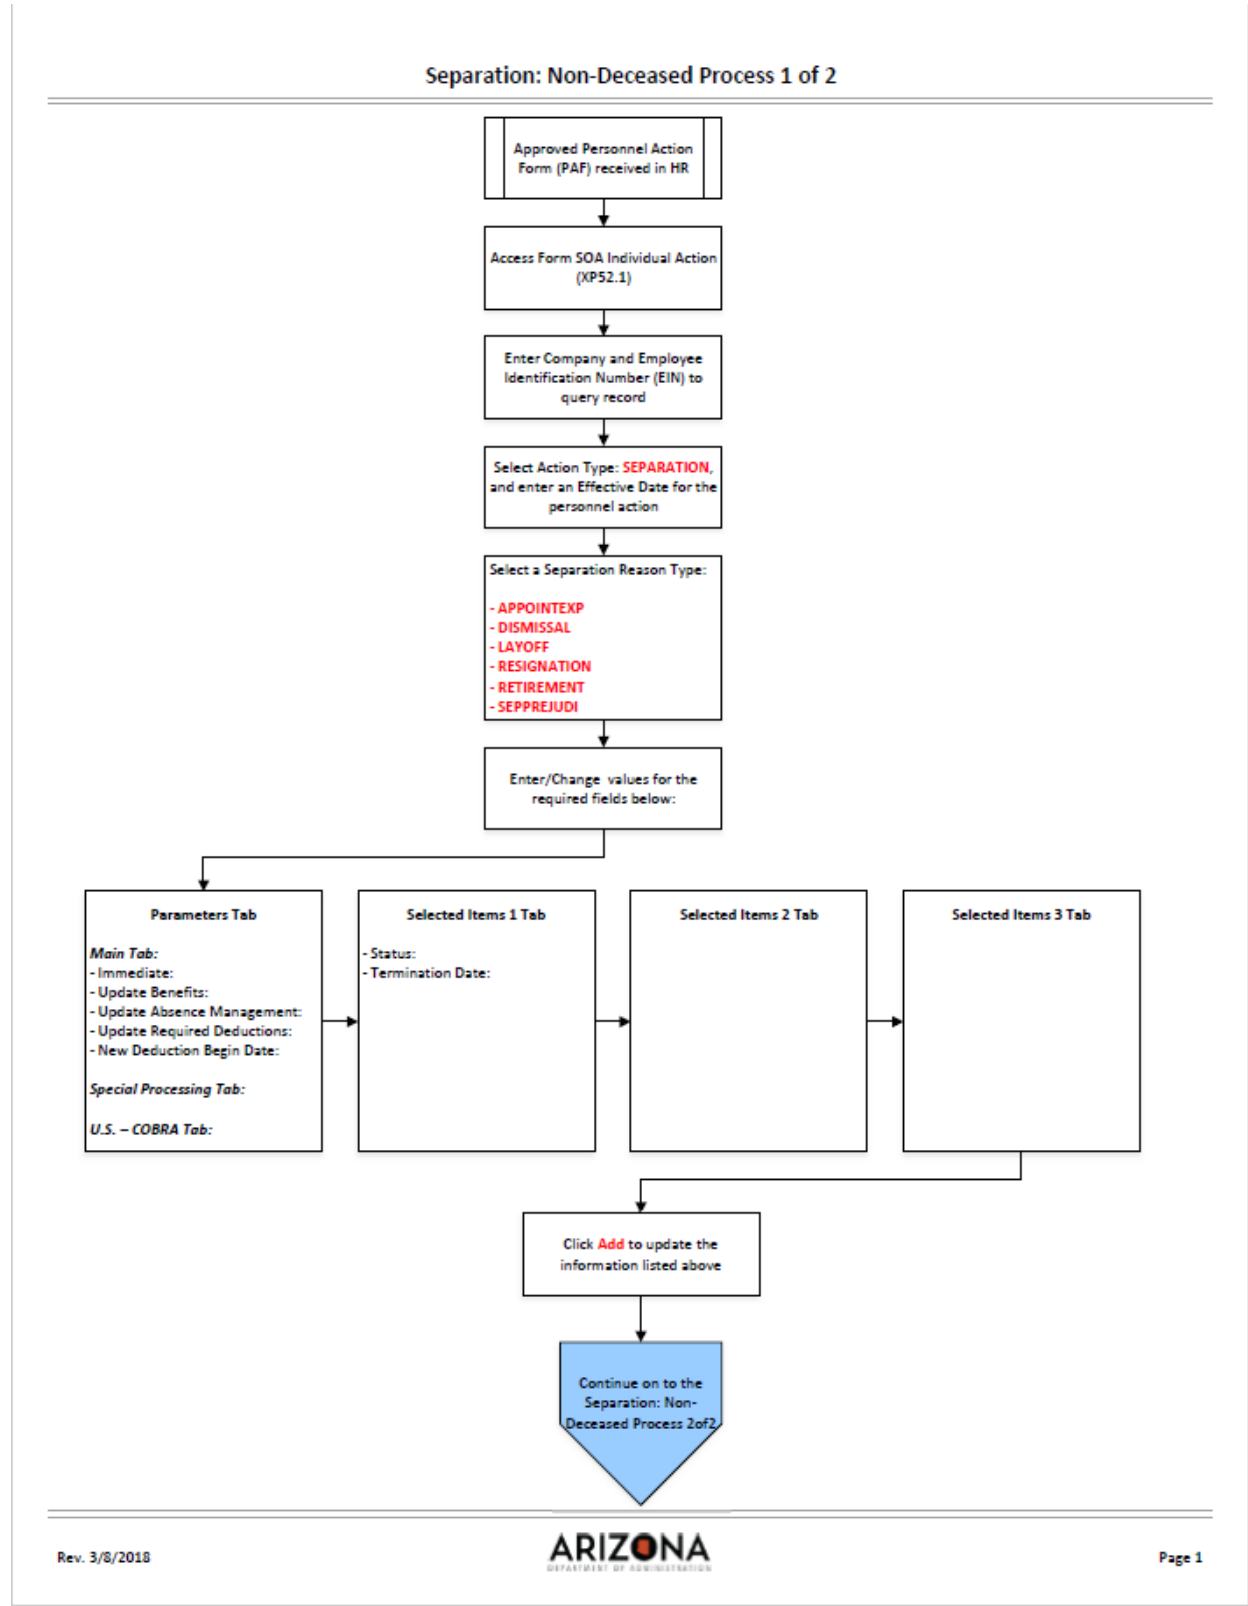 Separation: Non-Deceased Process 1 of 2
Approved Personnel Action
Form (PAF) received in HR
Access Form SOA Individual Action
(XP52.1)
Enter Company and Employee
Identification Number (EIN) to
query record
Select Action Type: SEPARATION,
and enter an Effective Date for the
personnel action
Select a Separation Reason Type:
- APPOINTEXP
- DISMISSAL
- LAYOFF
- RESIGNATION
- RETIREMENT
- SEPPREJUDI
Enter/Change values for the
required fields below:
Parameters Tab
Main Tab:
- Immediate:
- Update Benefits:
- Update Absence Management:
- Update Required Deductions:
- New Deduction Begin Date:
Special Processing Tab:
U.S. – COBRA Tab:
Selected Items 1 Tab
- Status:
- Termination Date:
Selected Items 2 Tab
Selected Items 3 Tab
Click Add to update the
information listed above
Continue on to the
Separation: Non-
Deceased Process 2of2
Rev. 3/8/2018
ARIZONA
DEPARTMENT OF ADMINISTRATION
Page 1